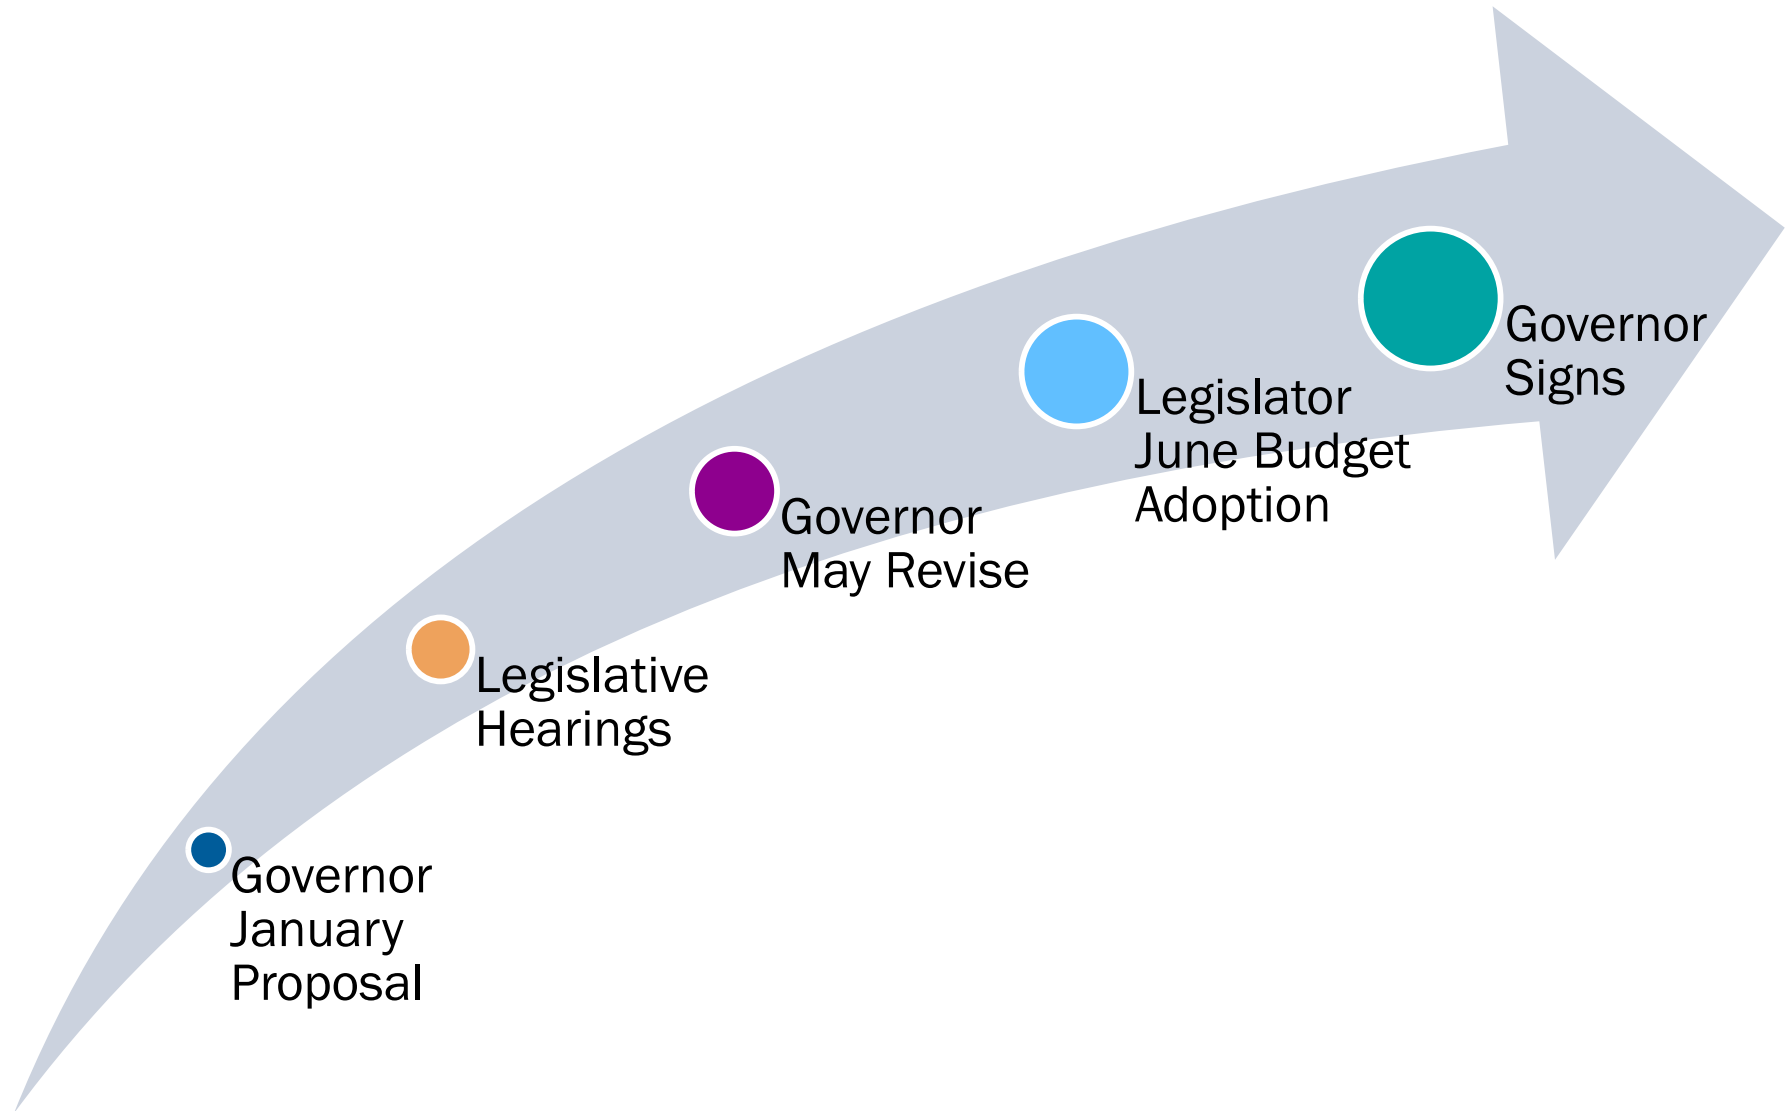 Governor
January
Proposal
Legislative
Hearings
Governor
May Revise
Legislator
June Budget
Adoption
Governor
Signs